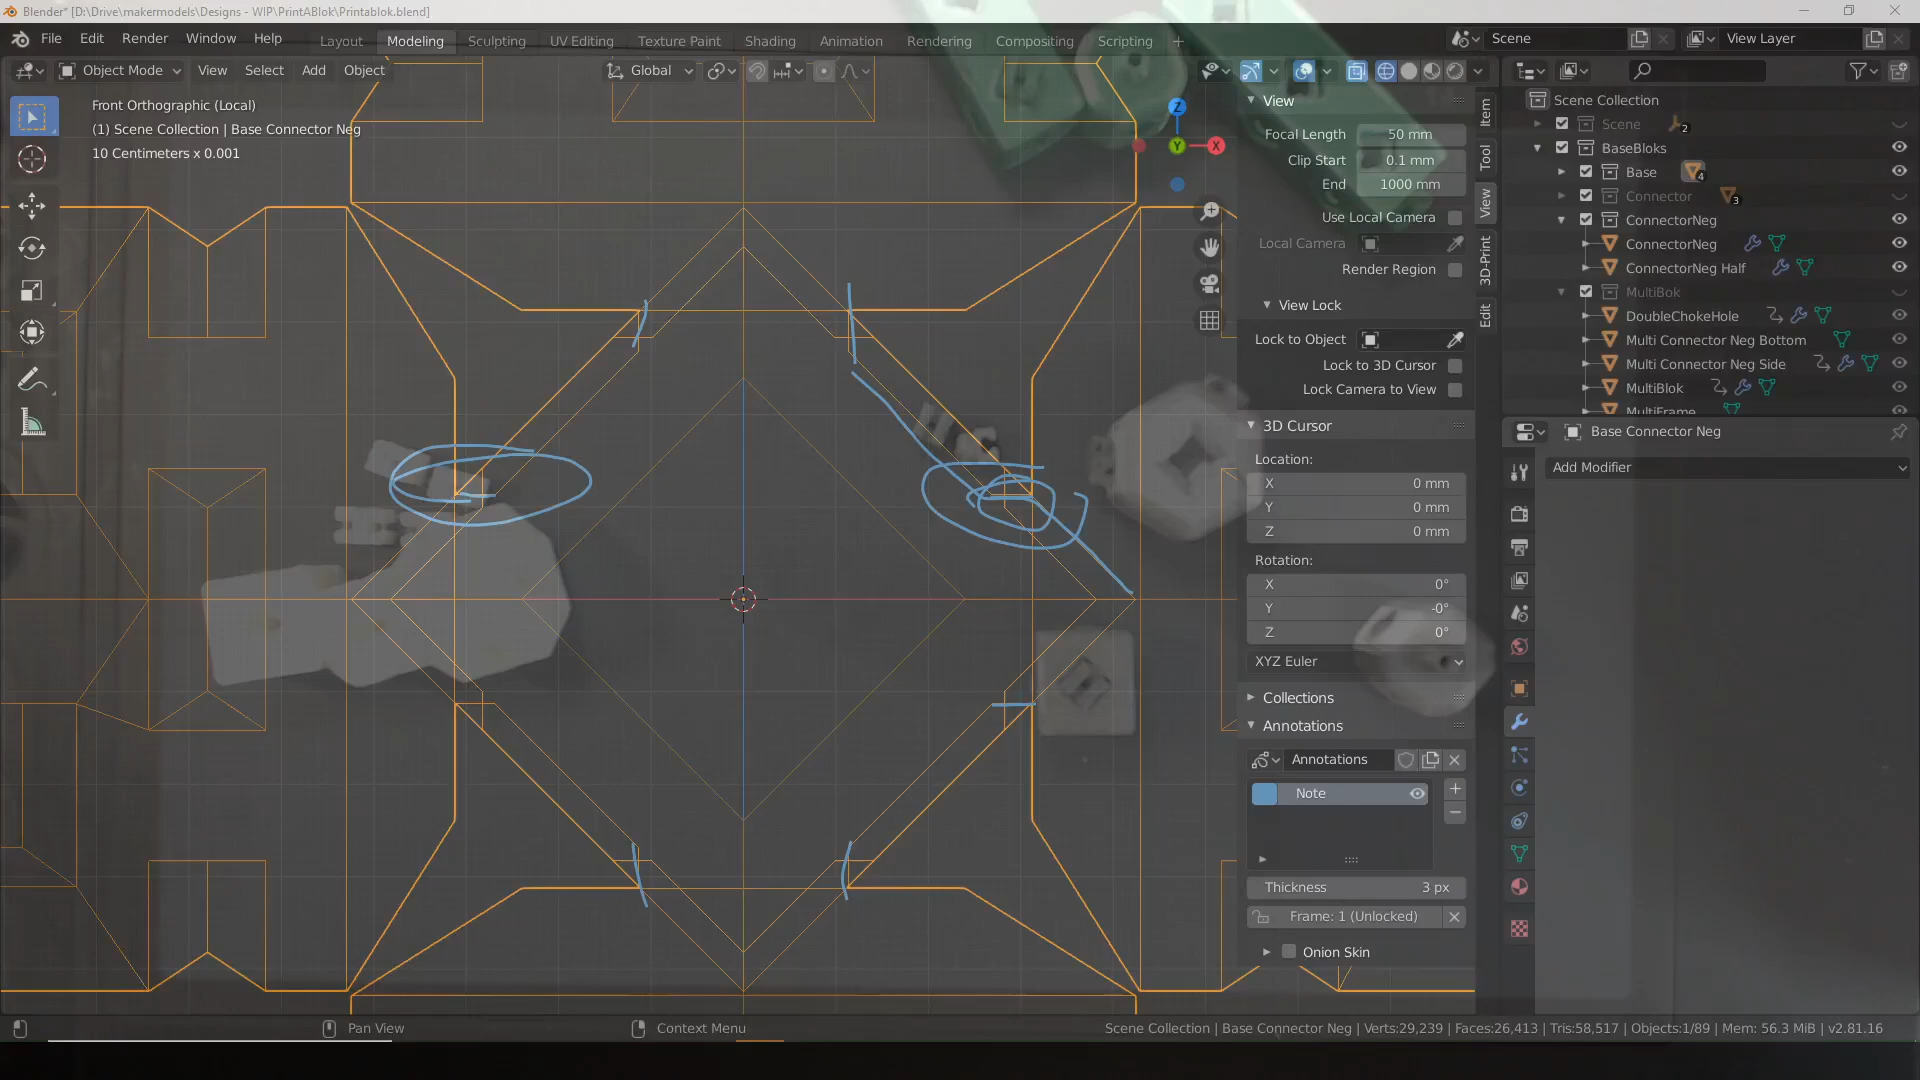 Blender* [D:\Drive\makermodels\Designs - WIP\PrintABlok\Printablok.blend]
File Edit Render Window Help
Layout Modeling Sculpting UV Editing Texture Paint Shading Animation Rendering Compositing Scripting +
Scene
View Layer
Object Mode View Select Add Object
Global
Front Orthographic (Local)
(1) Scene Collection | Base Connector Neg
10 Centimeters x 0.001
Z
Y
X
View
Focal Length 50 mm
Clip Start 0.1 mm
End 1000 mm
Use Local Camera
Local Camera
Render Region
View Lock
Lock to Object
Lock to 3D Cursor
Lock Camera to View
3D Cursor
Location:
X 0 mm
Y 0 mm
Z 0 mm
Rotation:
X 0°
Y -0°
Z 0°
XYZ Euler
Collections
Annotations
Annotations
Note
Thickness 3 px
Frame: 1 (Unlocked)
Onion Skin
Item
Tool
View
3D-Print
Edit
Scene Collection
Scene 2
BaseBloks
Base 4
Connector 3
ConnectorNeg
ConnectorNeg
ConnectorNeg Half
MultiBok
DoubleChokeHole
Multi Connector Neg Bottom
Multi Connector Neg Side
MultiBlok
MultiFrame
Base Connector Neg
Add Modifier
Pan View
Context Menu
Scene Collection | Base Connector Neg | Verts:29,239 | Faces:26,413 | Tris:58,517 | Objects:1/89 | Mem: 56.3 MiB | v2.81.16